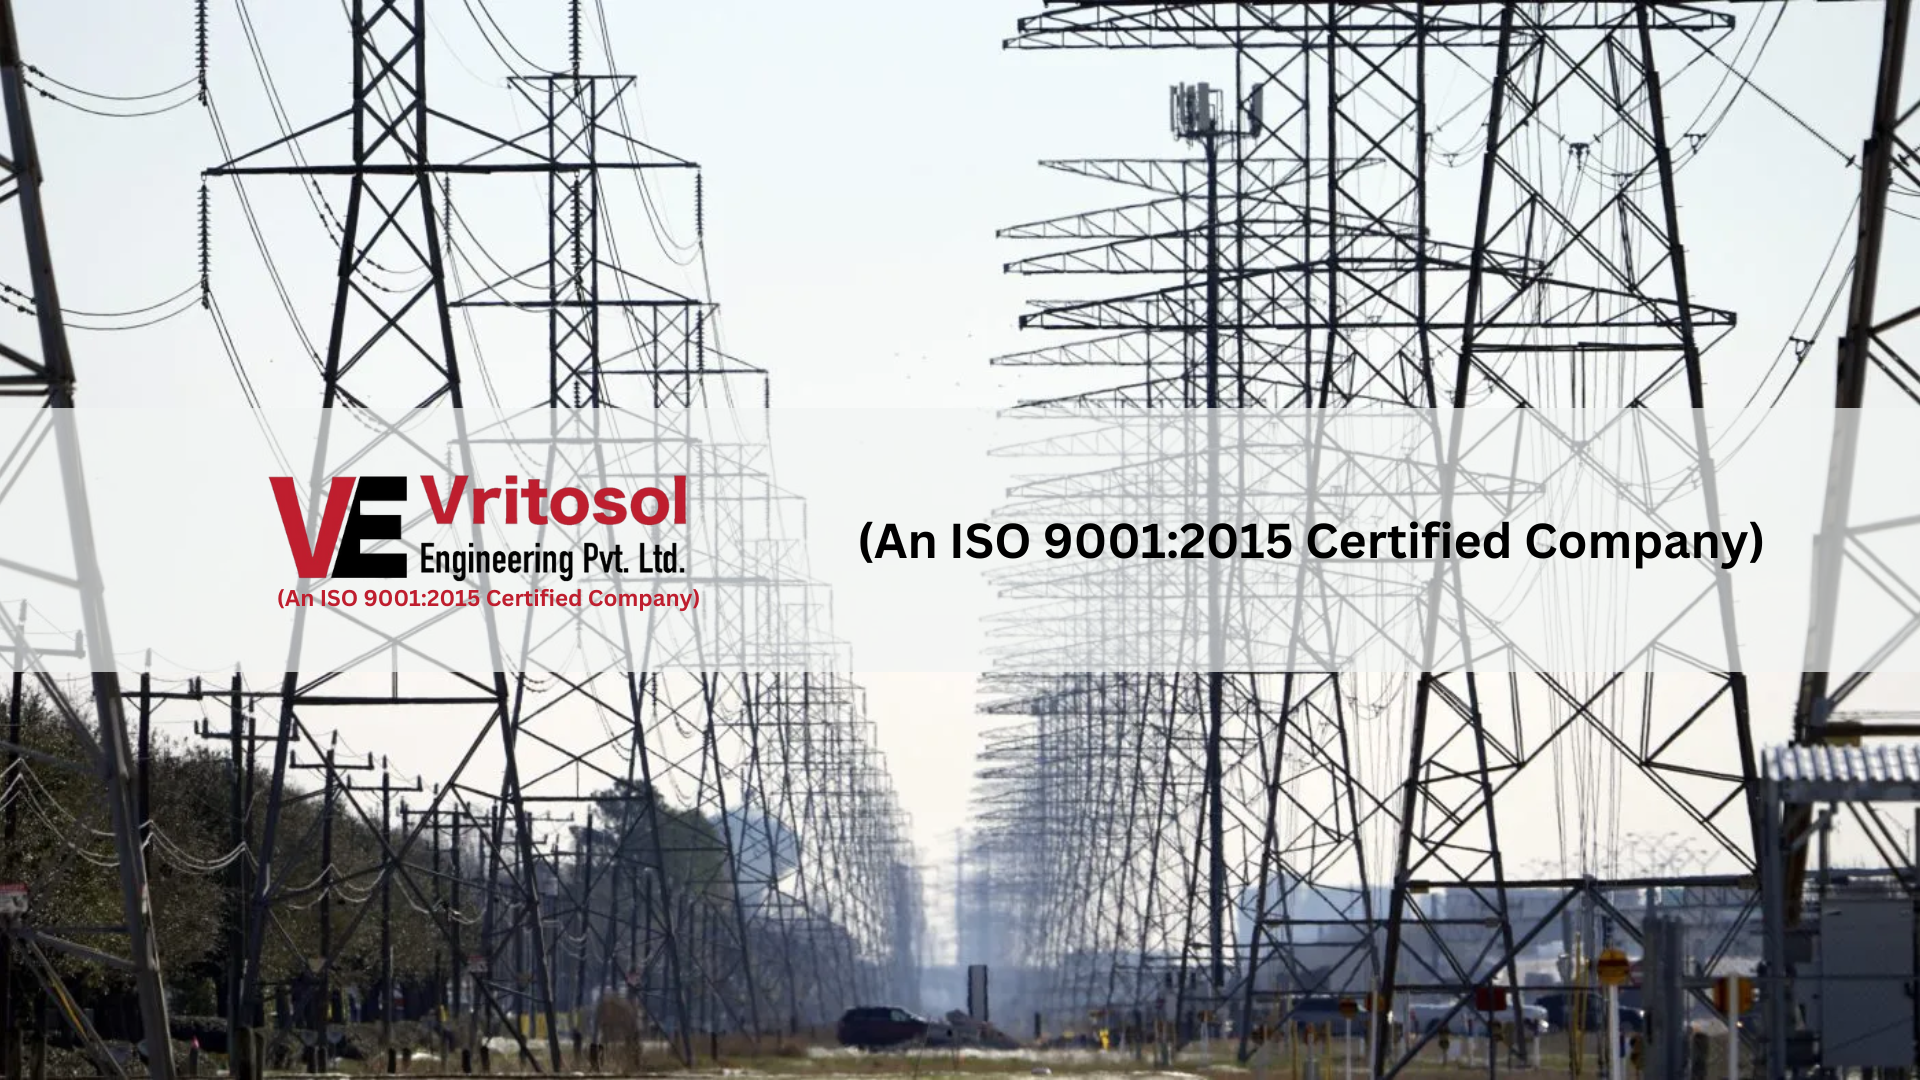 VE Vritosol
Engineering Pvt. Ltd.
(An ISO 9001:2015 Certified Company)
(An ISO 9001:2015 Certified Company)